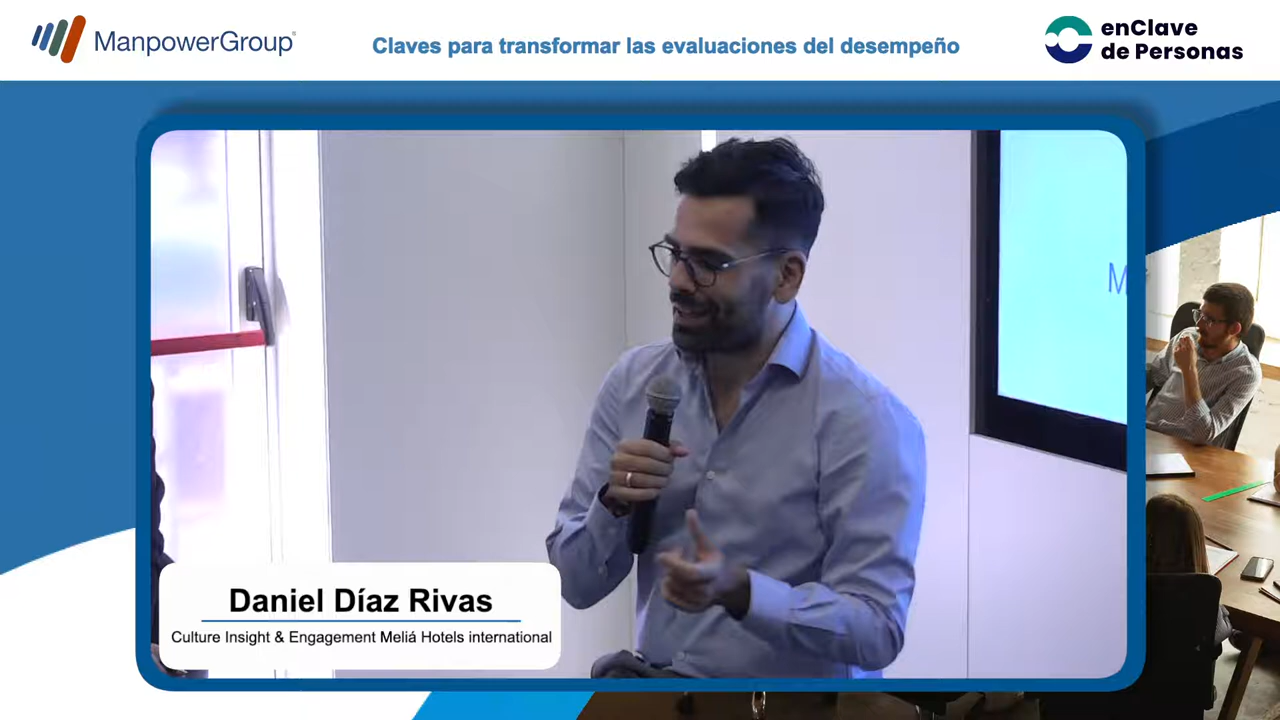 ManpowerGroup
Claves para transformar las evaluaciones del desempeño
enClave
de Personas
M
Daniel Díaz Rivas
Culture Insight & Engagement Meliá Hotels international